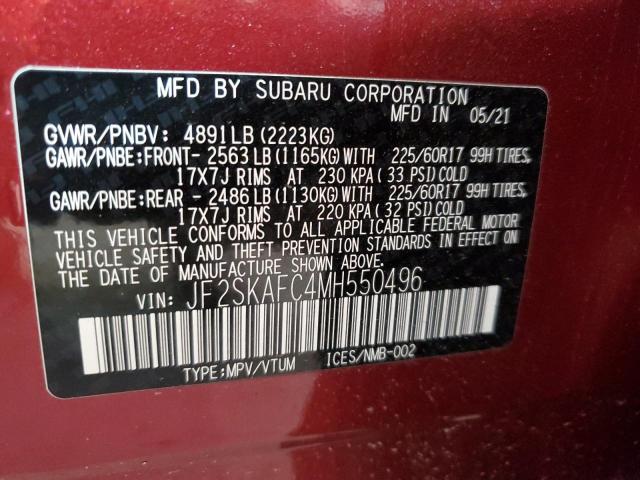 MFD BY SUBARU CORPORATION
MFD IN 05/21
GVWR/PNBV: 4891LB (2223KG)
GAWR/PNBE:FRONT- 2563LB (1165KG)WITH 225/60R17 99H TIRES,
17X7J RIMS AT 230 KPA (33 PSI)COLD
GAWR/PNBE:REAR - 2486LB (1130KG)WITH 225/60R17 99H TIRES,
17X7J RIMS AT 220 KPA (32 PSI)COLD
THIS VEHICLE CONFORMS TO ALL APPLICABLE FEDERAL MOTOR
VEHICLE SAFETY AND THEFT PREVENTION STANDARDS IN EFFECT ON
THE DATE OF MANUFACTURE SHOWN ABOVE.
VIN: JF2SKAFC4MH550496
TYPE:MPV/VTUM ICES/NMB-002